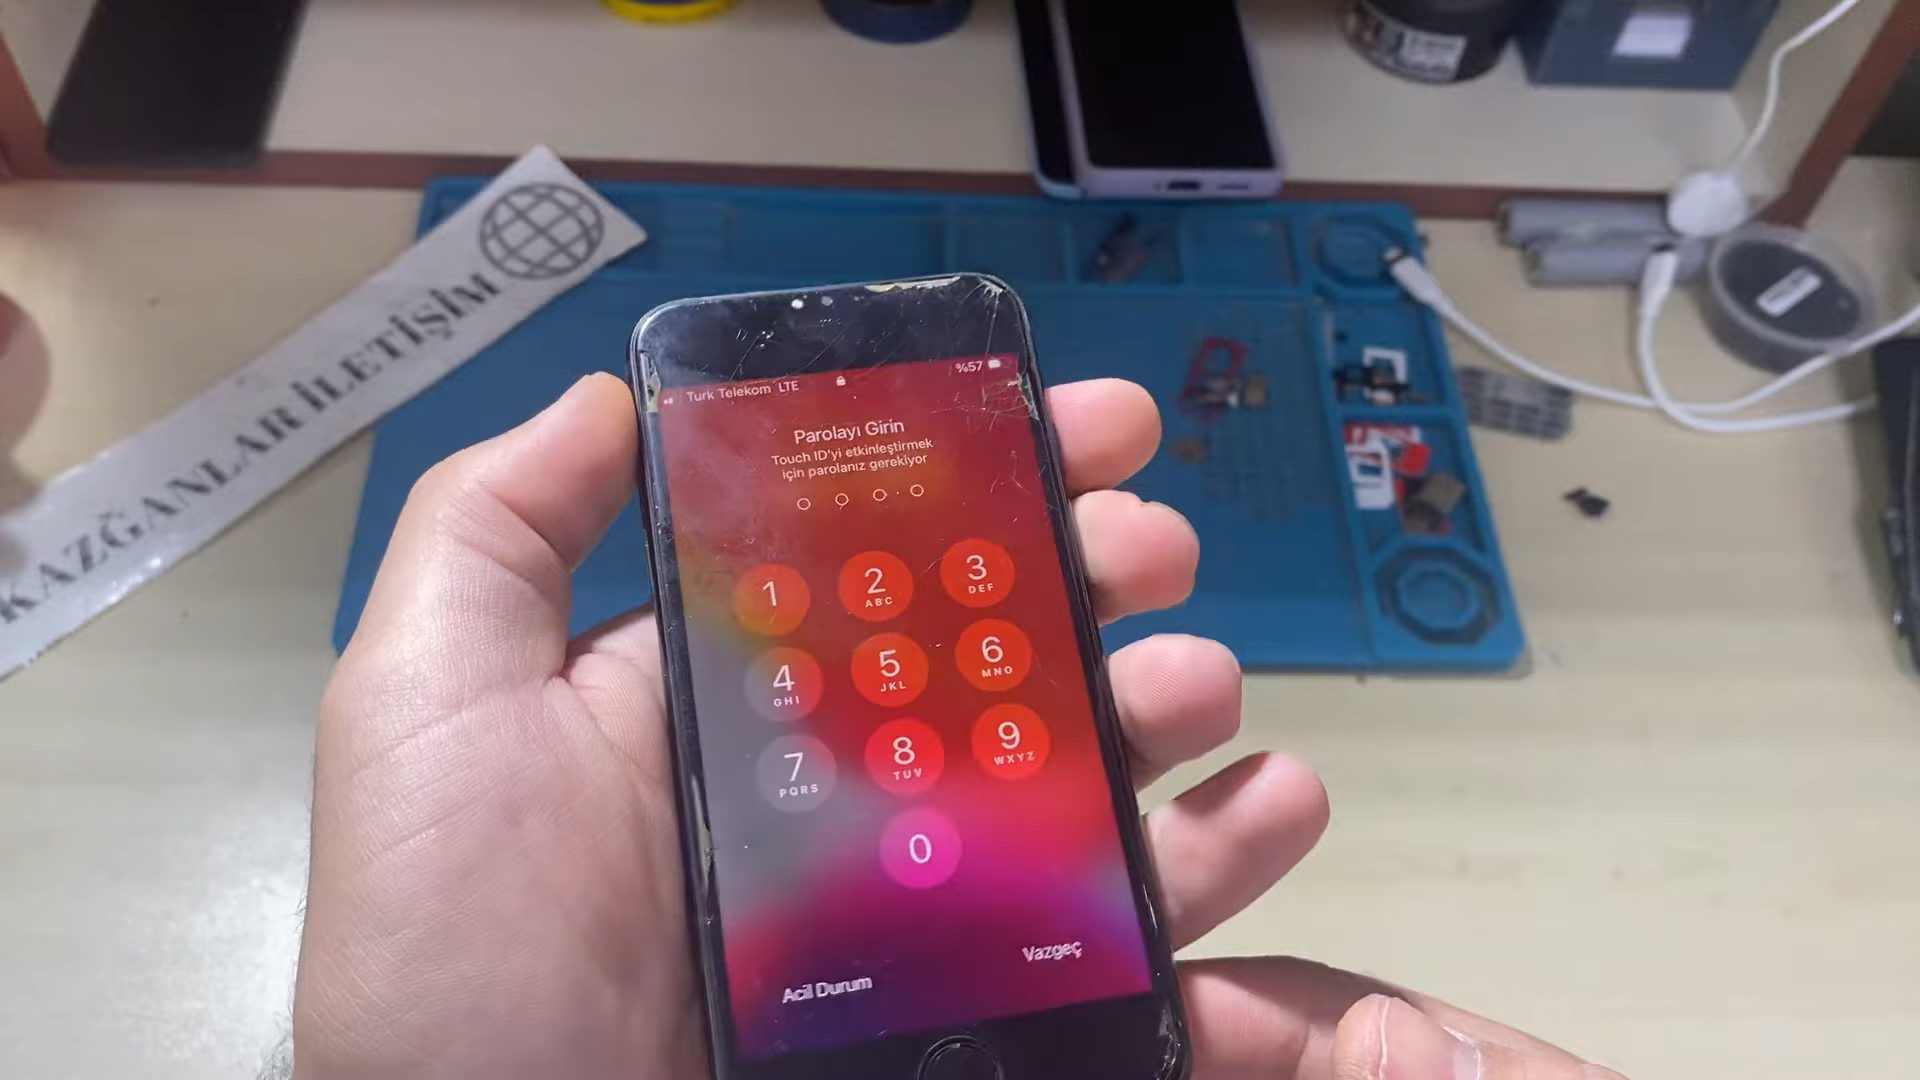 KAZĞANLAR İLETİŞİM
Turk Telekom LTE
%57
Parolayı Girin
Touch ID'yi etkinleştirmek
için parolanız gerekiyor
1
2
ABC
3
DEF
4
GHI
5
JKL
6
MNO
7
PQRS
8
TUV
9
WXYZ
0
Acil Durum
Vazgeç